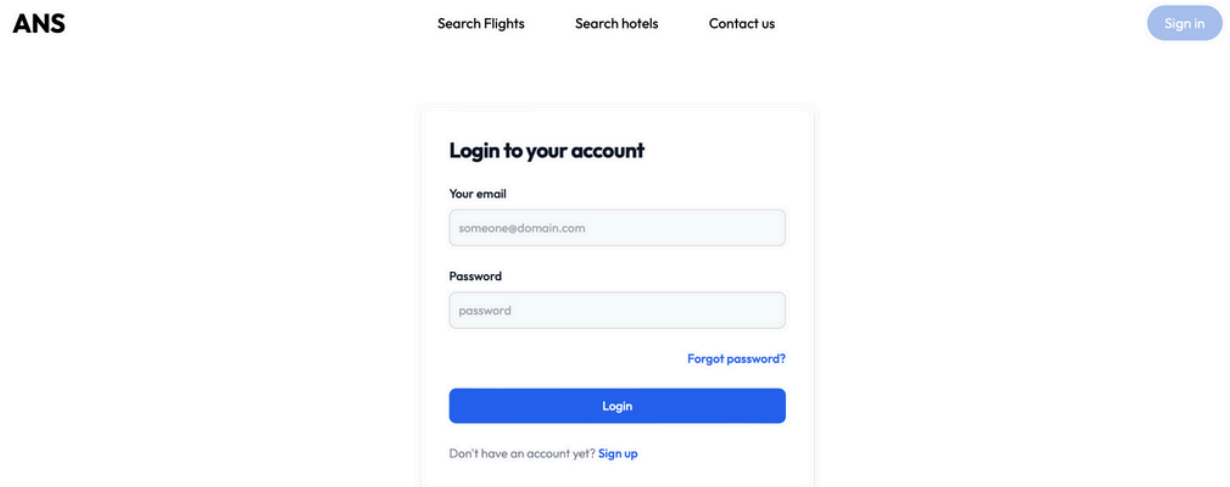 ANS
Search Flights
Search hotels
Contact us
Sign in
Login to your account
Your email
someone@domain.com
Password
password
Forgot password?
Login
Don't have an account yet? Sign up